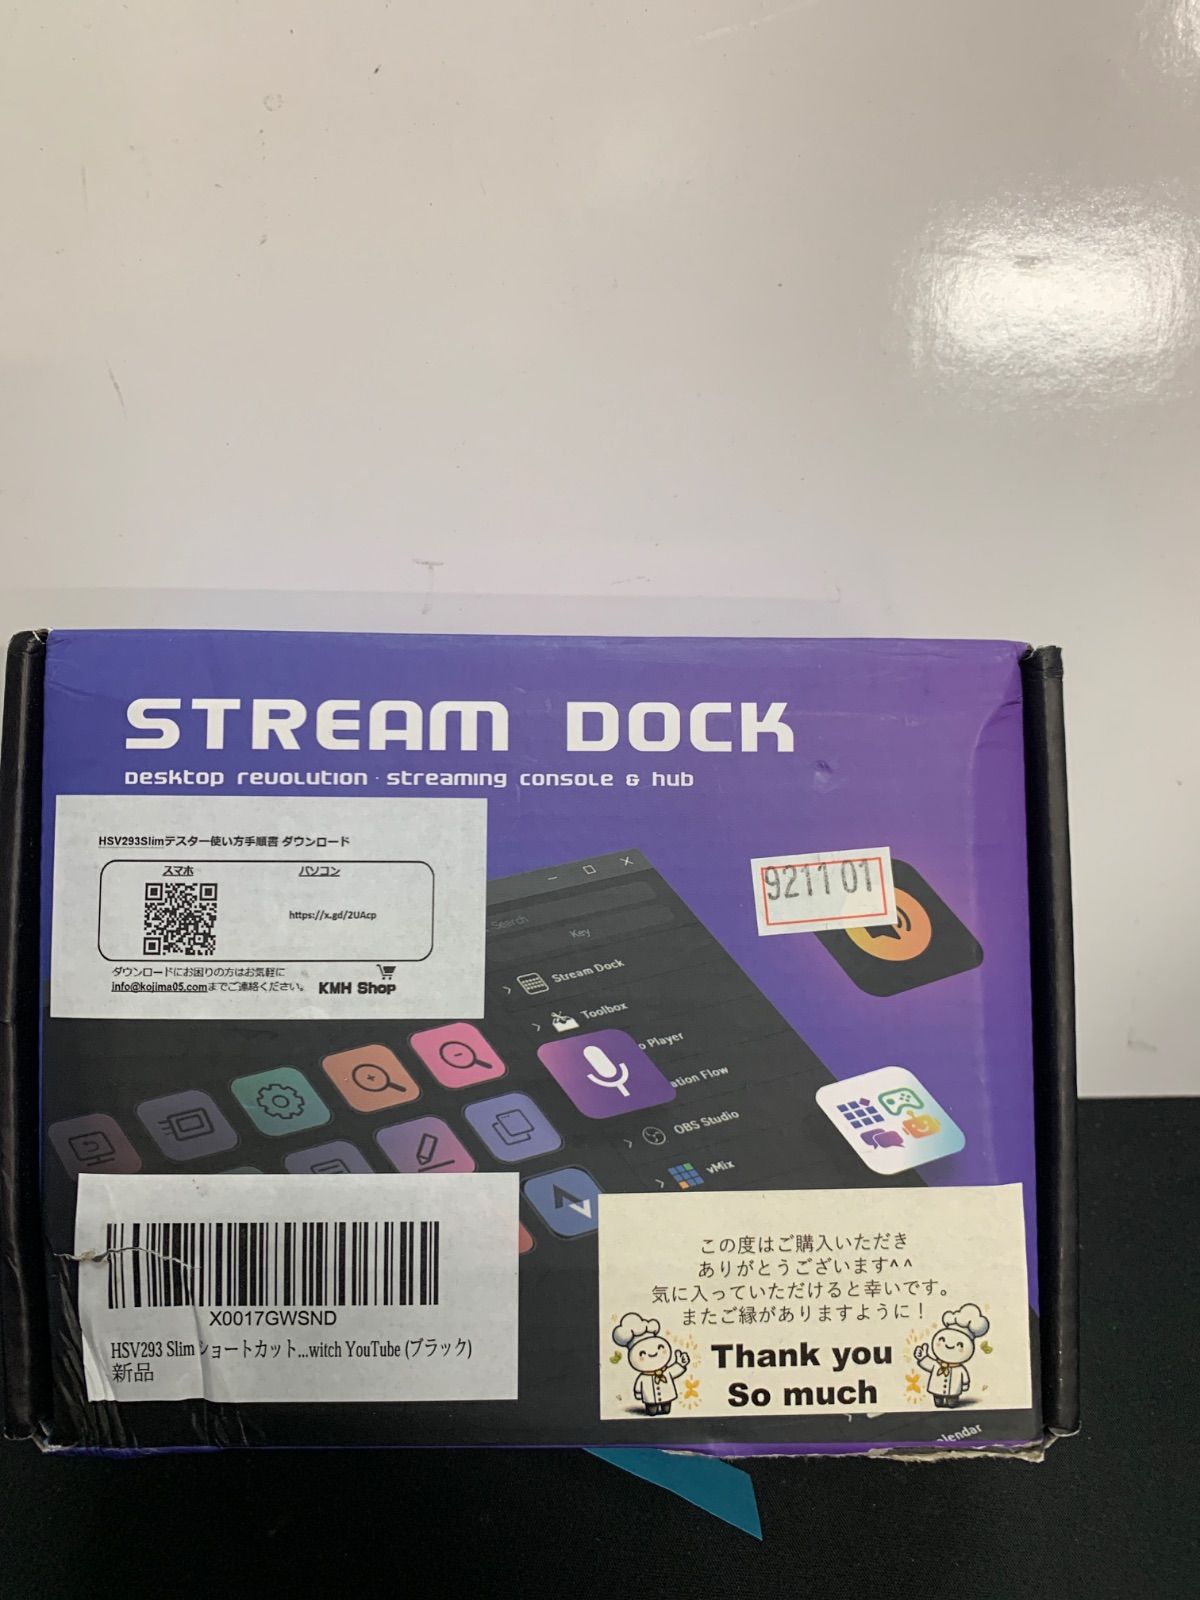 STREAM DOCK
Desktop revolution · streaming console & hub
HSV293Slimテスター使い方手順書 ダウンロード
スマホ
パソコン
https://x.gd/2UAcp
ダウンロードにお困りの方はお気軽に
info@kojima05.comまでご連絡ください。
KMH Shop
921101
Search
Key
Stream Dock
Toolbox
o Player
ation Flow
OBS Studio
vMix
X0017GWSND
HSV293 Slim ショートカット...witch YouTube (ブラック)
新品
この度はご購入いただき
ありがとうございます^^
気に入っていただけると幸いです。
またご縁がありますように!
Thank you
So much
alendar